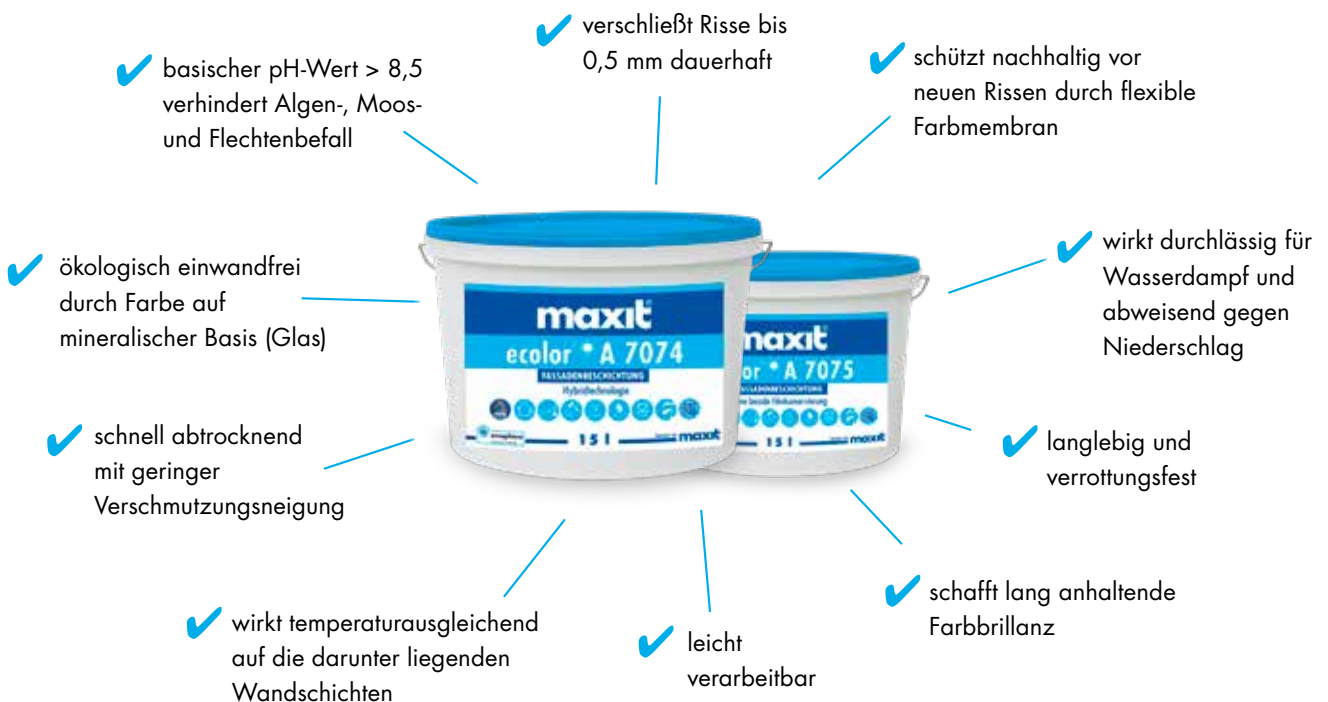 verschließt Risse bis
0,5 mm dauerhaft
basischer pH-Wert > 8,5
verhindert Algen-, Moos-
und Flechtenbefall
schützt nachhaltig vor
neuen Rissen durch flexible
Farbmembran
ökologisch einwandfrei
durch Farbe auf
mineralischer Basis (Glas)
wirkt durchlässig für
Wasserdampf und
abweisend gegen
Niederschlag
maxit
ecolor * A 7074
FASSADENBESCHICHTUNG
Hybridtechnologie
15 l
maxit
maxit
or * A 7075
FASSADENBESCHICHTUNG
15 l
maxit
schnell abtrocknend
mit geringer
Verschmutzungsneigung
langlebig und
verrottungsfest
wirkt temperaturausgleichend
auf die darunter liegenden
Wandschichten
leicht
verarbeitbar
schafft lang anhaltende
Farbbrillanz